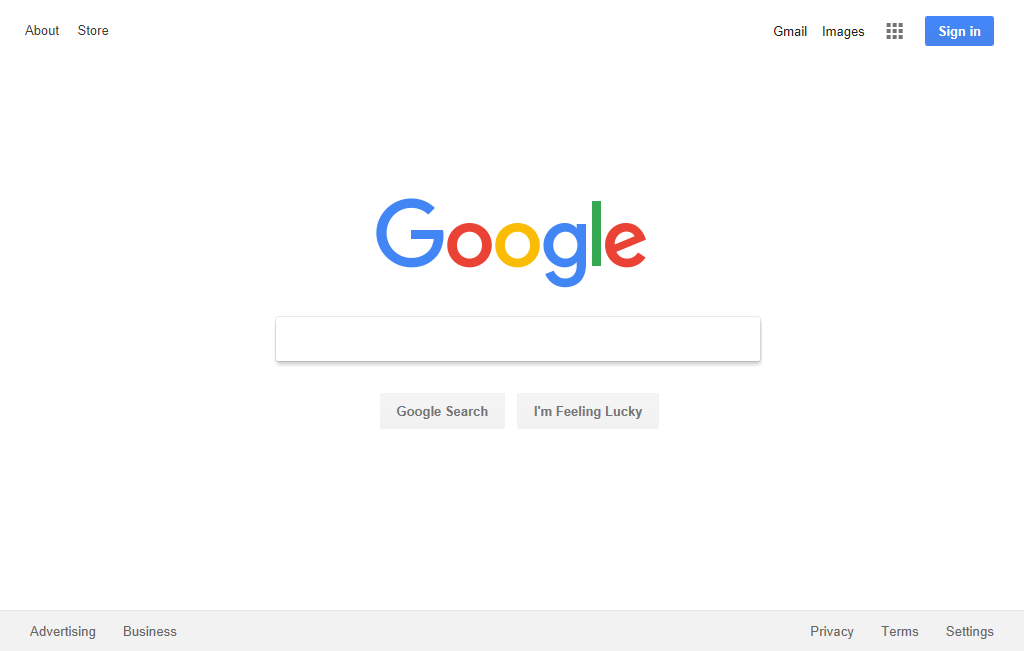 About Store Gmail Images Sign in
Google
Google Search I'm Feeling Lucky
Advertising Business Privacy Terms Settings